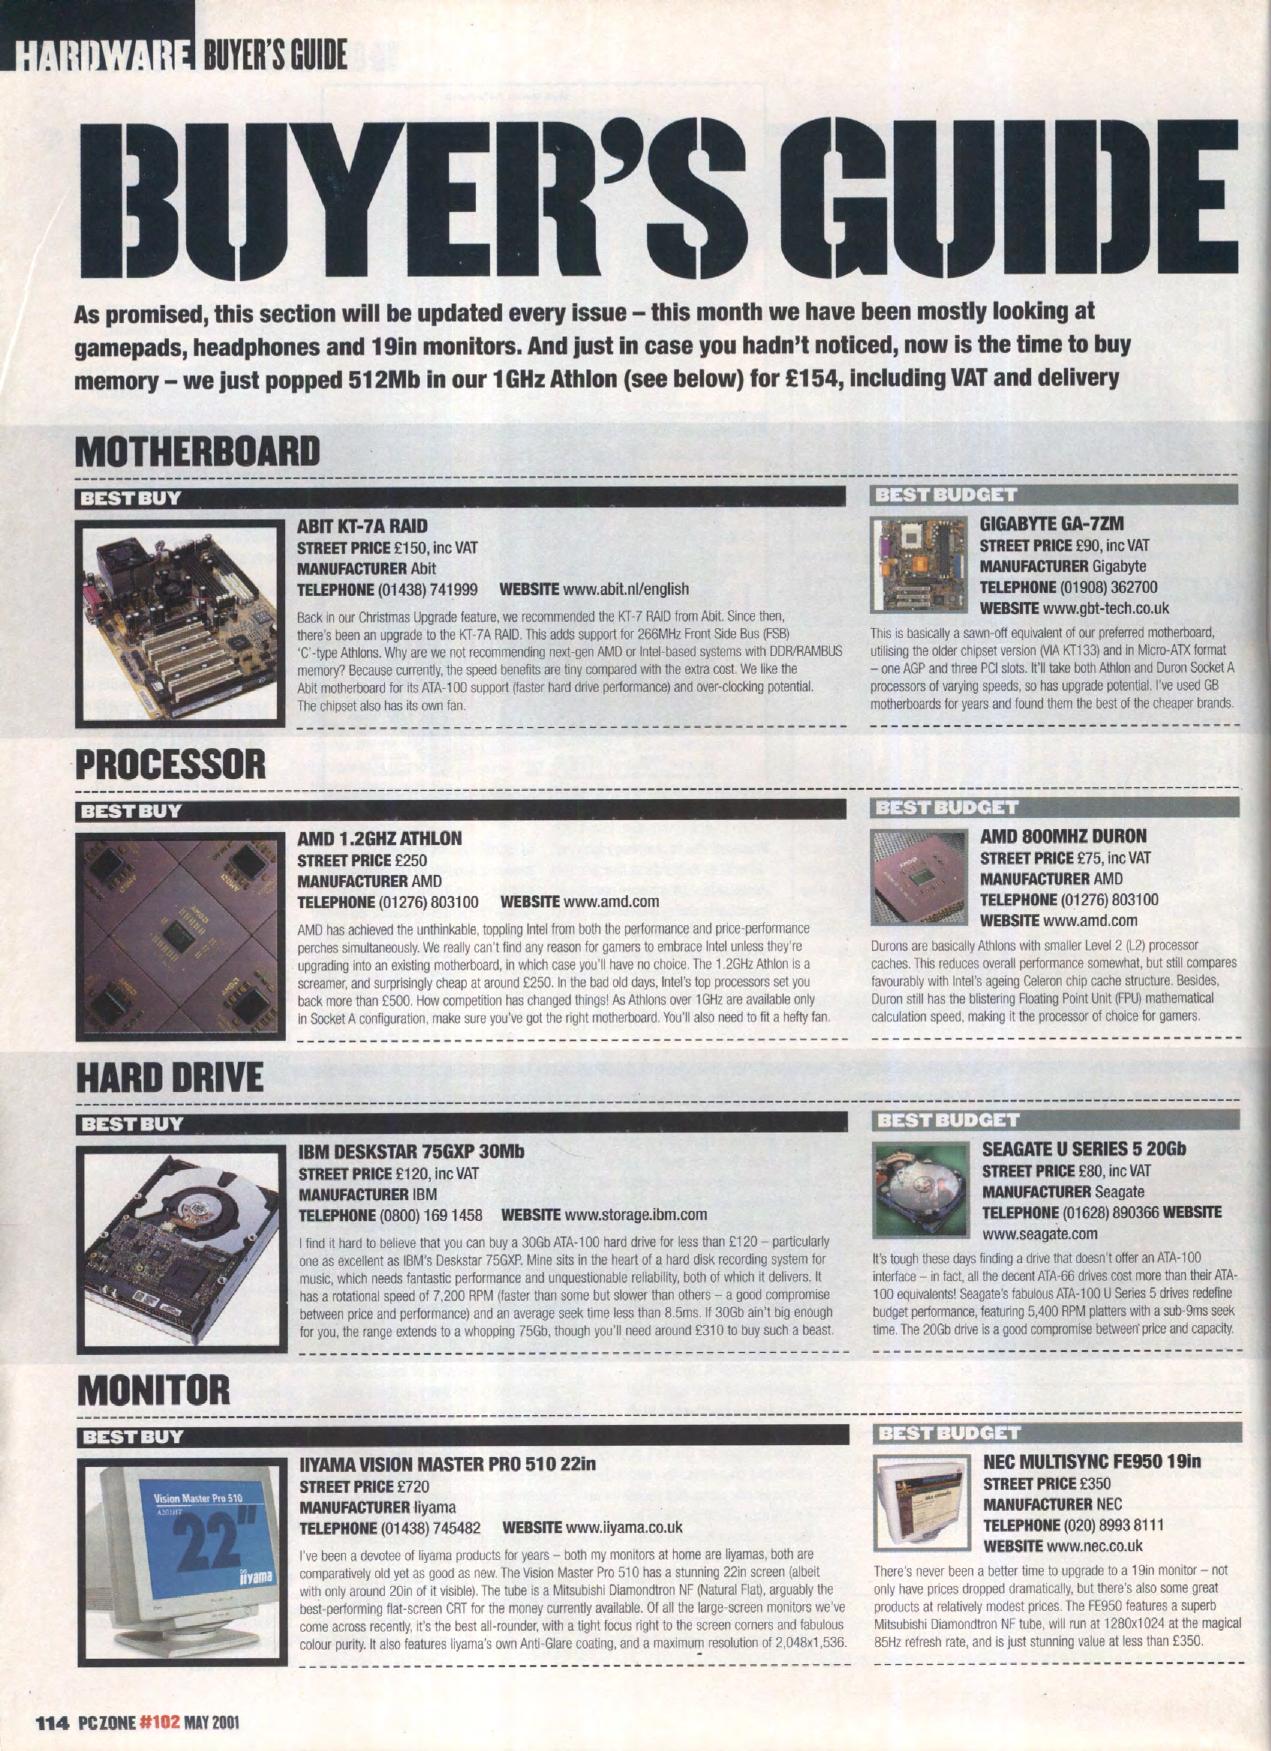 HARDWARE BUYER'S GUIDE
BUYER'S GUIDE
As promised, this section will be updated every issue – this month we have been mostly looking at
gamepads, headphones and 19in monitors. And just in case you hadn't noticed, now is the time to buy
memory – we just popped 512Mb in our 1GHz Athlon (see below) for £154, including VAT and delivery
MOTHERBOARD
BEST BUY
ABIT KT-7A RAID
STREET PRICE £150, inc VAT
MANUFACTURER Abit
TELEPHONE (01438) 741999 WEBSITE www.abit.nl/english
Back in our Christmas Upgrade feature, we recommended the KT-7 RAID from Abit. Since then,
there's been an upgrade to the KT-7A RAID. This adds support for 266MHz Front Side Bus (FSB)
'C'-type Athlons. Why are we not recommending next-gen AMD or Intel-based systems with DDR/RAMBUS
memory? Because currently, the speed benefits are tiny compared with the extra cost. We like the
Abit motherboard for its ATA-100 support (faster hard drive performance) and over-clocking potential.
The chipset also has its own fan.
BEST BUDGET
GIGABYTE GA-7ZM
STREET PRICE £90, inc VAT
MANUFACTURER Gigabyte
TELEPHONE (01908) 362700
WEBSITE www.gbt-tech.co.uk
This is basically a sawn-off equivalent of our preferred motherboard,
utilising the older chipset version (VIA KT133) and in Micro-ATX format
– one AGP and three PCI slots. It'll take both Athlon and Duron Socket A
processors of varying speeds, so has upgrade potential. I've used GB
motherboards for years and found them the best of the cheaper brands.
PROCESSOR
BEST BUY
AMD 1.2GHZ ATHLON
STREET PRICE £250
MANUFACTURER AMD
TELEPHONE (01276) 803100 WEBSITE www.amd.com
AMD has achieved the unthinkable, toppling Intel from both the performance and price-performance
perches simultaneously. We really can't find any reason for gamers to embrace Intel unless they're
upgrading into an existing motherboard, in which case you'll have no choice. The 1.2GHz Athlon is a
screamer, and surprisingly cheap at around £250. In the bad old days, Intel's top processors set you
back more than £500. How competition has changed things! As Athlons over 1GHz are available only
in Socket A configuration, make sure you've got the right motherboard. You'll also need to fit a hefty fan.
BEST BUDGET
AMD 800MHZ DURON
STREET PRICE £75, inc VAT
MANUFACTURER AMD
TELEPHONE (01276) 803100
WEBSITE www.amd.com
Durons are basically Athlons with smaller Level 2 (L2) processor
caches. This reduces overall performance somewhat, but still compares
favourably with Intel's ageing Celeron chip cache structure. Besides,
Duron still has the blistering Floating Point Unit (FPU) mathematical
calculation speed, making it the processor of choice for gamers.
HARD DRIVE
BEST BUY
IBM DESKSTAR 75GXP 30Mb
STREET PRICE £120, inc VAT
MANUFACTURER IBM
TELEPHONE (0800) 169 1458 WEBSITE www.storage.ibm.com
I find it hard to believe that you can buy a 30Gb ATA-100 hard drive for less than £120 – particularly
one as excellent as IBM's Deskstar 75GXP. Mine sits in the heart of a hard disk recording system for
music, which needs fantastic performance and unquestionable reliability, both of which it delivers. It
has a rotational speed of 7,200 RPM (faster than some but slower than others – a good compromise
between price and performance) and an average seek time less than 8.5ms. If 30Gb ain't big enough
for you, the range extends to a whopping 75Gb, though you'll need around £310 to buy such a beast.
BEST BUDGET
SEAGATE U SERIES 5 20Gb
STREET PRICE £80, inc VAT
MANUFACTURER Seagate
TELEPHONE (01628) 890366 WEBSITE
www.seagate.com
It's tough these days finding a drive that doesn't offer an ATA-100
interface – in fact, all the decent ATA-66 drives cost more than their ATA-
100 equivalents! Seagate's fabulous ATA-100 U Series 5 drives redefine
budget performance, featuring 5,400 RPM platters with a sub-9ms seek
time. The 20Gb drive is a good compromise between price and capacity.
MONITOR
BEST BUY
Vision Master Pro 510
22"
iiyama
IIYAMA VISION MASTER PRO 510 22in
STREET PRICE £720
MANUFACTURER Iiyama
TELEPHONE (01438) 745482 WEBSITE www.iiyama.co.uk
I've been a devotee of Iiyama products for years – both my monitors at home are Iiyamas, both are
comparatively old yet as good as new. The Vision Master Pro 510 has a stunning 22in screen (albeit
with only around 20in of it visible). The tube is a Mitsubishi Diamondtron NF (Natural Flat), arguably the
best-performing flat-screen CRT for the money currently available. Of all the large-screen monitors we've
come across recently, it's the best all-rounder, with a tight focus right to the screen corners and fabulous
colour purity. It also features Iiyama's own Anti-Glare coating, and a maximum resolution of 2,048x1,536.
BEST BUDGET
NEC MULTISYNC FE950 19in
STREET PRICE £350
MANUFACTURER NEC
TELEPHONE (020) 8993 8111
WEBSITE www.nec.co.uk
There's never been a better time to upgrade to a 19in monitor – not
only have prices dropped dramatically, but there's also some great
products at relatively modest prices. The FE950 features a superb
Mitsubishi Diamondtron NF tube, will run at 1280x1024 at the magical
85Hz refresh rate, and is just stunning value at less than £350.
114 PCZONE #102 MAY 2001